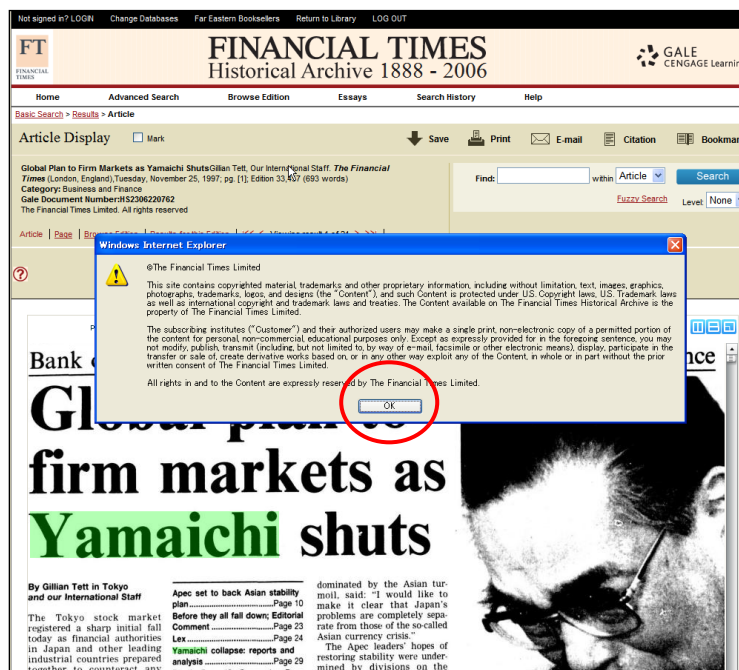 Not signed in? LOGIN Change Databases Far Eastern Booksellers Return to Library LOG OUT
FT
FINANCIAL
TIMES
FINANCIAL TIMES
Historical Archive 1888 - 2006
GALE
CENGAGE Learnin
Home Advanced Search Browse Edition Essays Search History Help
Basic Search > Results > Article
Article Display Mark Save Print E-mail Citation Bookmar
Global Plan to Firm Markets as Yamaichi ShutsGillian Tett, Our International Staff. The Financial
Times (London, England),Tuesday, November 25, 1997; pg. [1]; Edition 33,457 (693 words)
Category: Business and Finance
Gale Document Number:HS2306220762
The Financial Times Limited. All rights reserved
Find: within Article Search
Fuzzy Search Level: None
Article | Page |
Windows Internet Explorer
©The Financial Times Limited
This site contains copyrighted material, trademarks and other proprietary information, including without limitation, text, images, graphics,
photographs, trademarks, logos, and designs (the "Content"), and such Content is protected under U.S. Copyright laws, U.S. Trademark laws
as well as international copyright and trademark laws and treaties. The Content available on The Financial Times Historical Archive is the
property of The Financial Times Limited.
The subscribing institutes ("Customer") and their authorized users may make a single print, non-electronic copy of a permitted portion of
the content for personal, non-commercial, educational purposes only. Except as expressly provided for in the foregoing sentence, you may
not modify, publish, transmit (including, but not limited to, by way of e-mail, facsimile or other electronic means), display, participate in the
transfer or sale of, create derivative works based on, or in any other way exploit any of the Content, in whole or in part without the prior
written consent of The Financial Times Limited.
All rights in and to the Content are expressly reserved by The Financial Times Limited.
OK
Bank nce
Global plan to
firm markets as
Yamaichi shuts
By Gillian Tett in Tokyo
and our International Staff
The Tokyo stock market
registered a sharp initial fall
today as financial authorities
in Japan and other leading
industrial countries prepared
together to counteract any
Apec set to back Asian stability
plan.....Page 10
Before they all fall down; Editorial
Comment.....Page 23
Lex.....Page 24
Yamaichi collapse: reports and
analysis.....Page 29
dominated by the Asian tur-
moil, said: "I would like to
make it clear that Japan's
problems are completely sepa-
rate from those of the so-called
Asian currency crisis."
The Apec leaders' hopes of
restoring stability were under-
mined by divisions on the